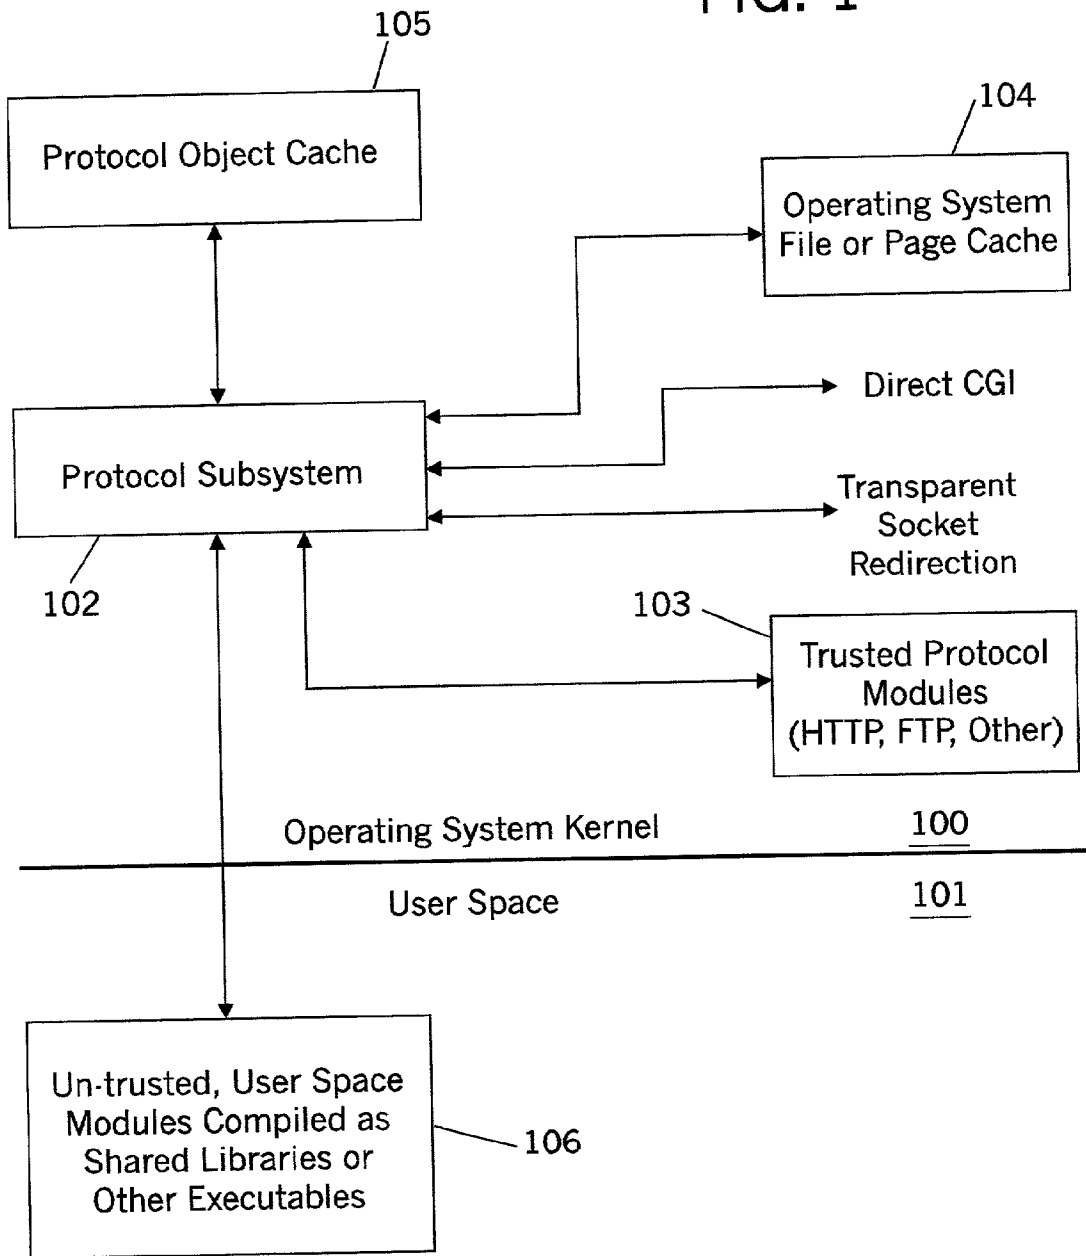 FIG. 1
105
104
Protocol Object Cache
Operating System
File or Page Cache
Direct CGI
Protocol Subsystem
Transparent
Socket
Redirection
102
103
Trusted Protocol
Modules
(HTTP, FTP, Other)
Operating System Kernel
100
User Space
101
Un-trusted, User Space
Modules Compiled as
Shared Libraries or
Other Executables
106